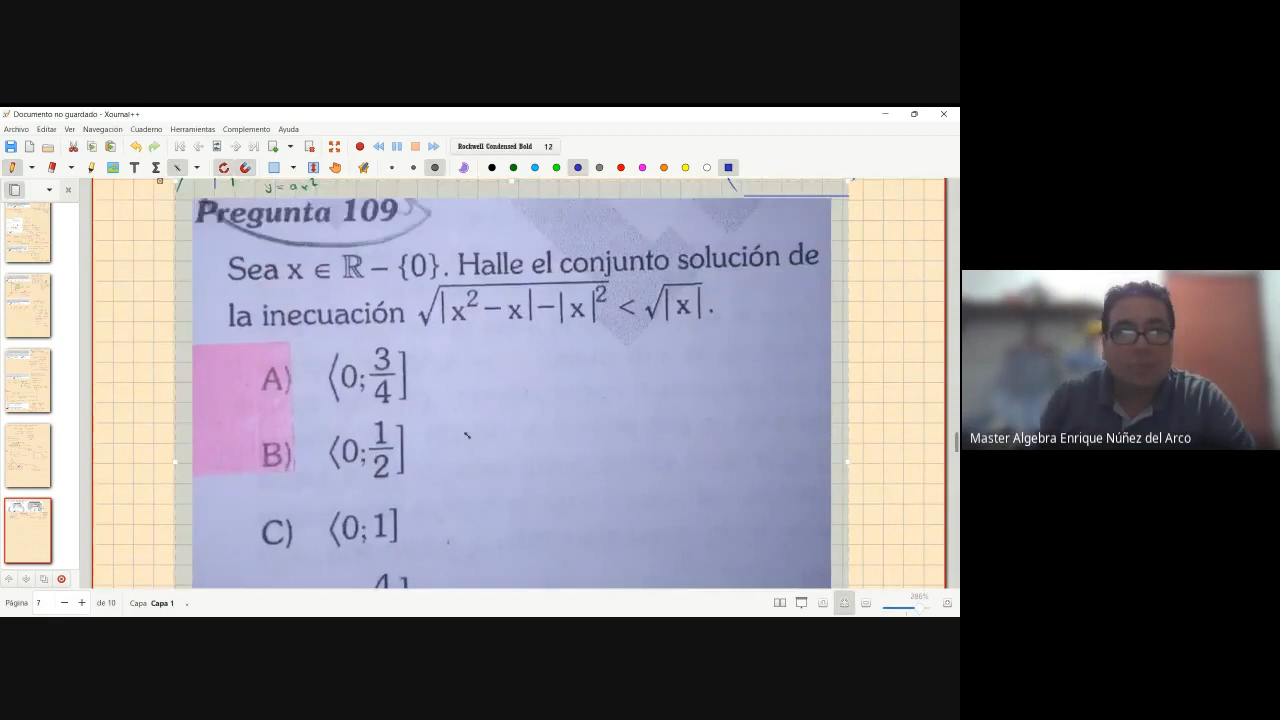 Documento no guardado - Xournal++
Archivo Editar Ver Navegación Cuaderno Herramientas Complemento Ayuda
Rockwell Condensed Bold 12
y = ax²
Pregunta 109
Sea x ∈ ℝ – {0}. Halle el conjunto solución de
la inecuación √(|x² – x| – |x|²) < √|x|.
A) ⟨0; 3/4]
B) ⟨0; 1/2]
C) ⟨0; 1]
Master Algebra Enrique Núñez del Arco
Página 7 de 10 Capa Capa 1
286%